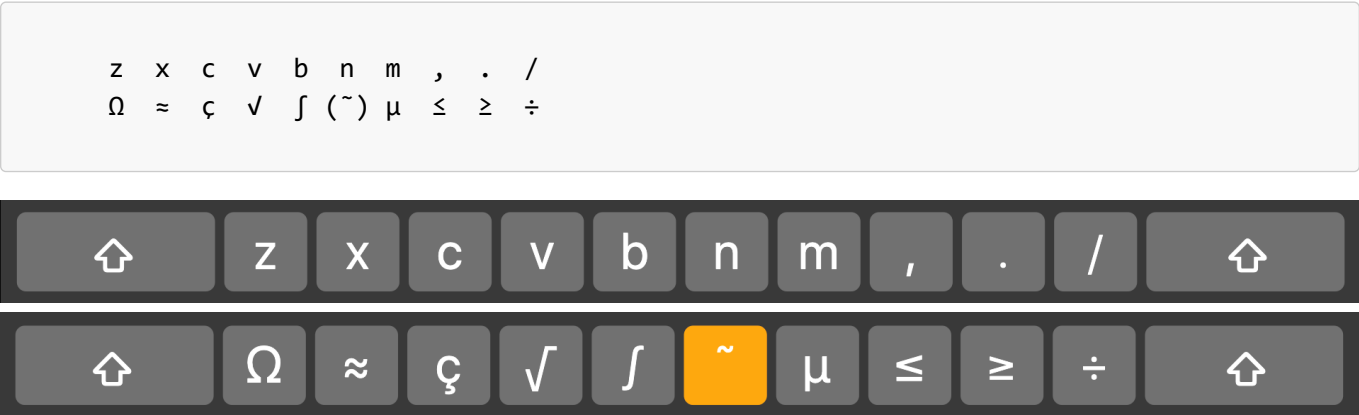 z x c v b n m , . /
Ω ≈ ç √ ∫ (˜) µ ≤ ≥ ÷
z x c v b n m , . /
Ω ≈ ç √ ∫ ˜ µ ≤ ≥ ÷